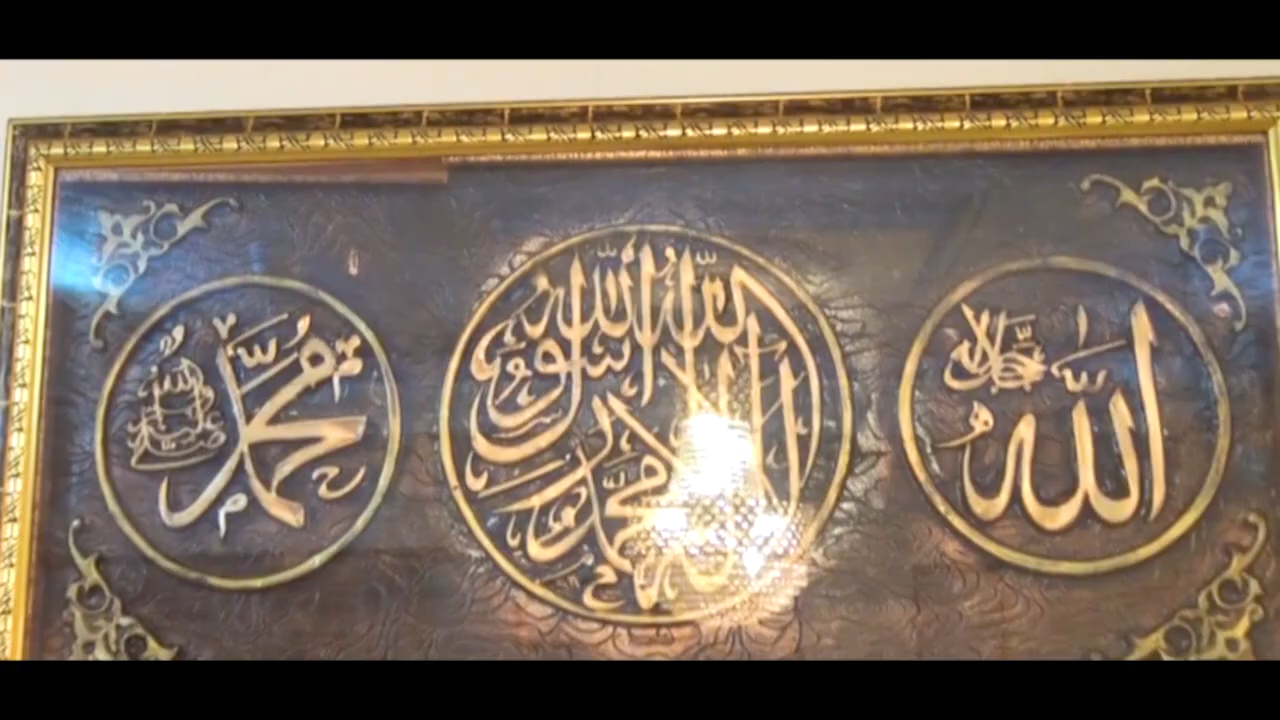 الله جل جلاله
لا إله إلا الله محمد رسول الله
محمد صلى الله عليه وسلم